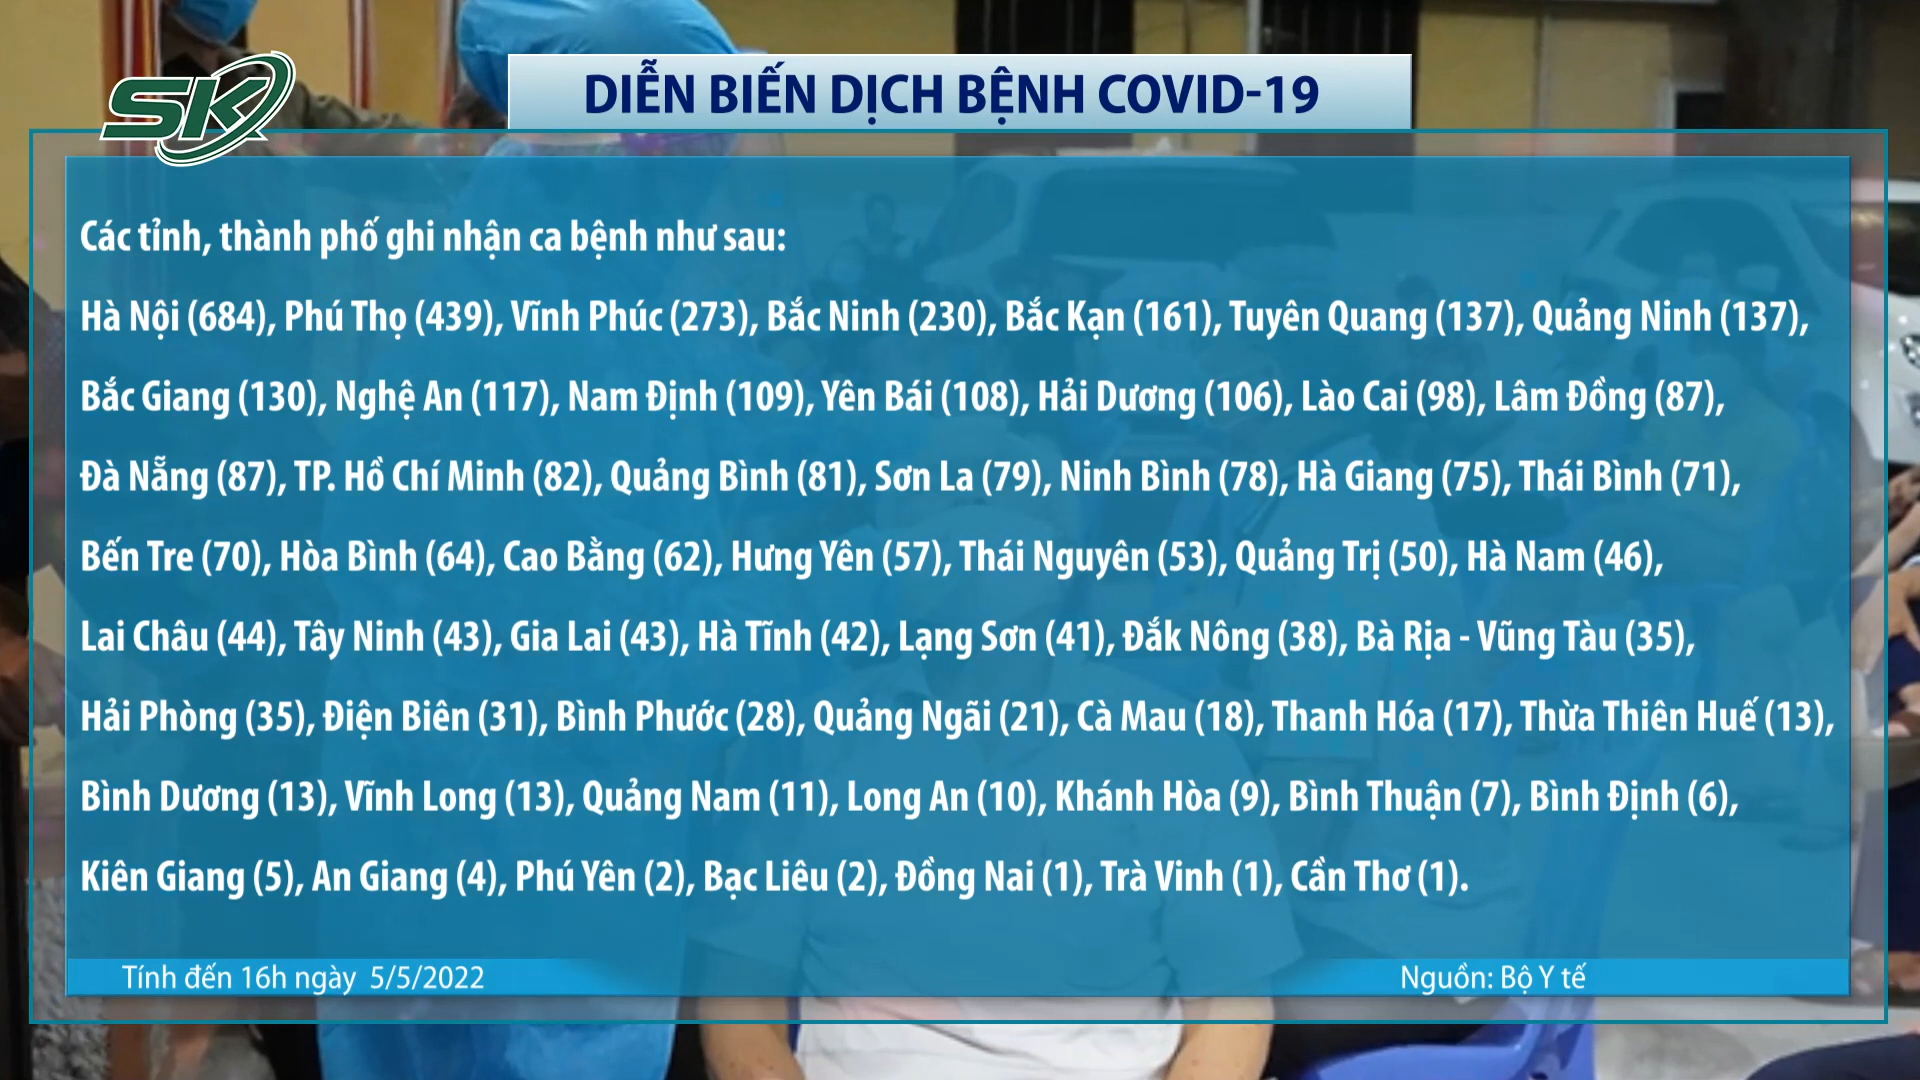 SK
DIỄN BIẾN DỊCH BỆNH COVID-19
Các tỉnh, thành phố ghi nhận ca bệnh như sau:
Hà Nội (684), Phú Thọ (439), Vĩnh Phúc (273), Bắc Ninh (230), Bắc Kạn (161), Tuyên Quang (137), Quảng Ninh (137),
Bắc Giang (130), Nghệ An (117), Nam Định (109), Yên Bái (108), Hải Dương (106), Lào Cai (98), Lâm Đồng (87),
Đà Nẵng (87), TP. Hồ Chí Minh (82), Quảng Bình (81), Sơn La (79), Ninh Bình (78), Hà Giang (75), Thái Bình (71),
Bến Tre (70), Hòa Bình (64), Cao Bằng (62), Hưng Yên (57), Thái Nguyên (53), Quảng Trị (50), Hà Nam (46),
Lai Châu (44), Tây Ninh (43), Gia Lai (43), Hà Tĩnh (42), Lạng Sơn (41), Đắk Nông (38), Bà Rịa - Vũng Tàu (35),
Hải Phòng (35), Điện Biên (31), Bình Phước (28), Quảng Ngãi (21), Cà Mau (18), Thanh Hóa (17), Thừa Thiên Huế (13),
Bình Dương (13), Vĩnh Long (13), Quảng Nam (11), Long An (10), Khánh Hòa (9), Bình Thuận (7), Bình Định (6),
Kiên Giang (5), An Giang (4), Phú Yên (2), Bạc Liêu (2), Đồng Nai (1), Trà Vinh (1), Cần Thơ (1).
Tính đến 16h ngày 5/5/2022
Nguồn: Bộ Y tế